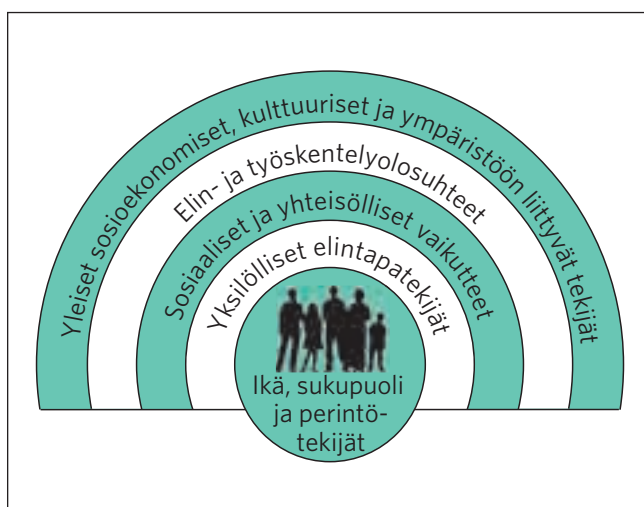 Yleiset sosioekonomiset, kulttuuriset ja ympäristöön liittyvät tekijät
Elin- ja työskentelyolosuhteet
Sosiaaliset ja yhteisölliset vaikutteet
Yksilölliset elintapatekijät
Ikä, sukupuoli
ja perintö-
tekijät